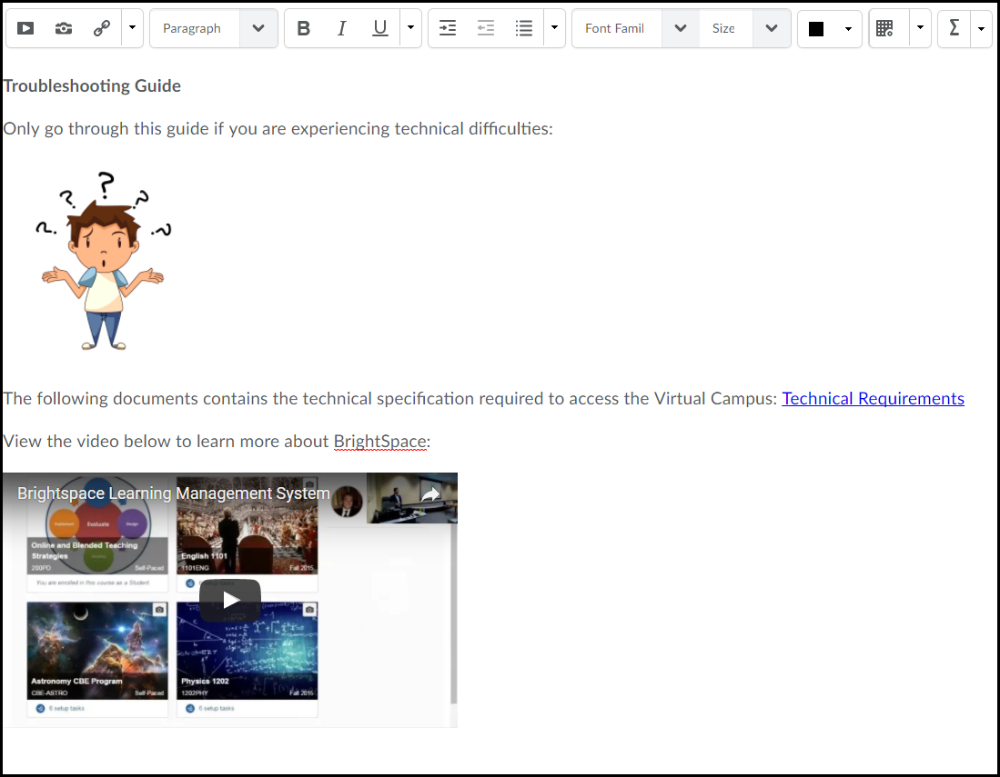 Paragraph B I U Font Famil Size Σ
Troubleshooting Guide
Only go through this guide if you are experiencing technical difficulties:
?
? ?
? ?
The following documents contains the technical specification required to access the Virtual Campus: Technical Requirements
View the video below to learn more about BrightSpace:
Brightspace Learning Management System
Evaluate Design
Online and Blended Teaching
Strategies
200PD Self-Paced
You are enrolled in this course as a Student
English 1101
1101ENG Fall 2015
Astronomy CBE Program
CBE-ASTRO Self-Paced
6 setup tasks
Physics 1202
1202PHY Fall 2015
6 setup tasks